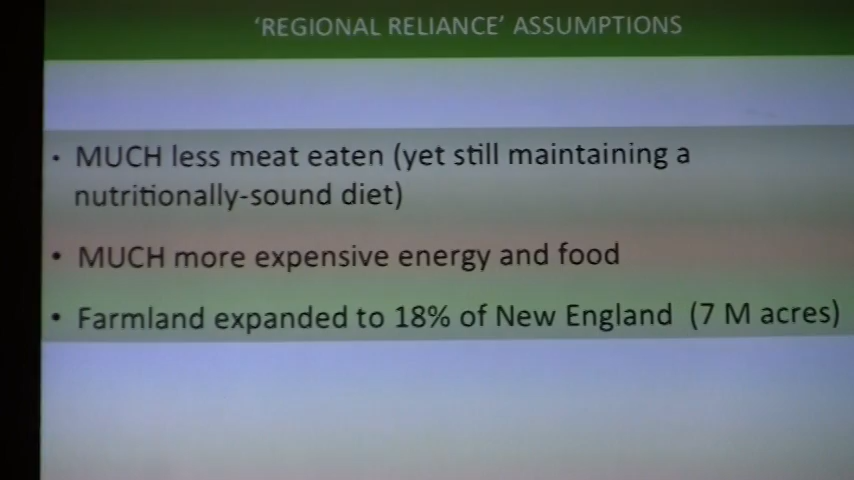 ‘REGIONAL RELIANCE’ ASSUMPTIONS
• MUCH less meat eaten (yet still maintaining a
nutritionally-sound diet)
• MUCH more expensive energy and food
• Farmland expanded to 18% of New England (7 M acres)